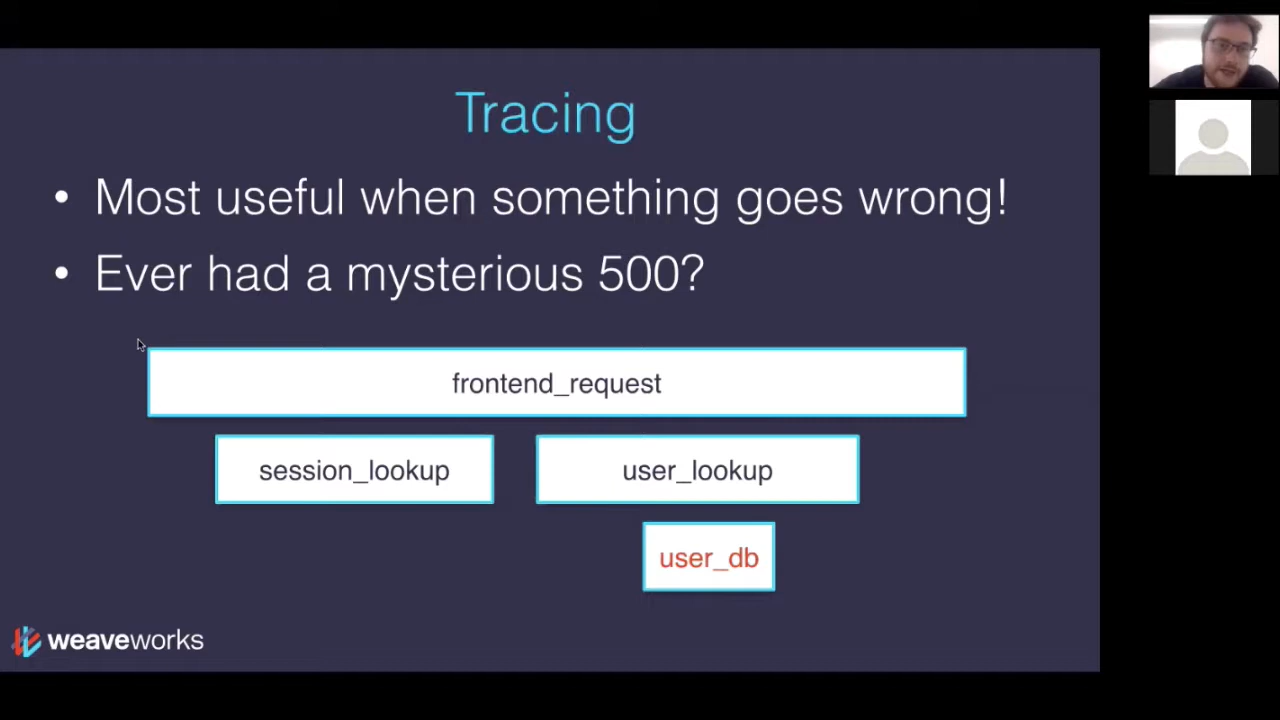 Tracing
• Most useful when something goes wrong!
• Ever had a mysterious 500?
frontend_request
session_lookup user_lookup
user_db
weaveworks